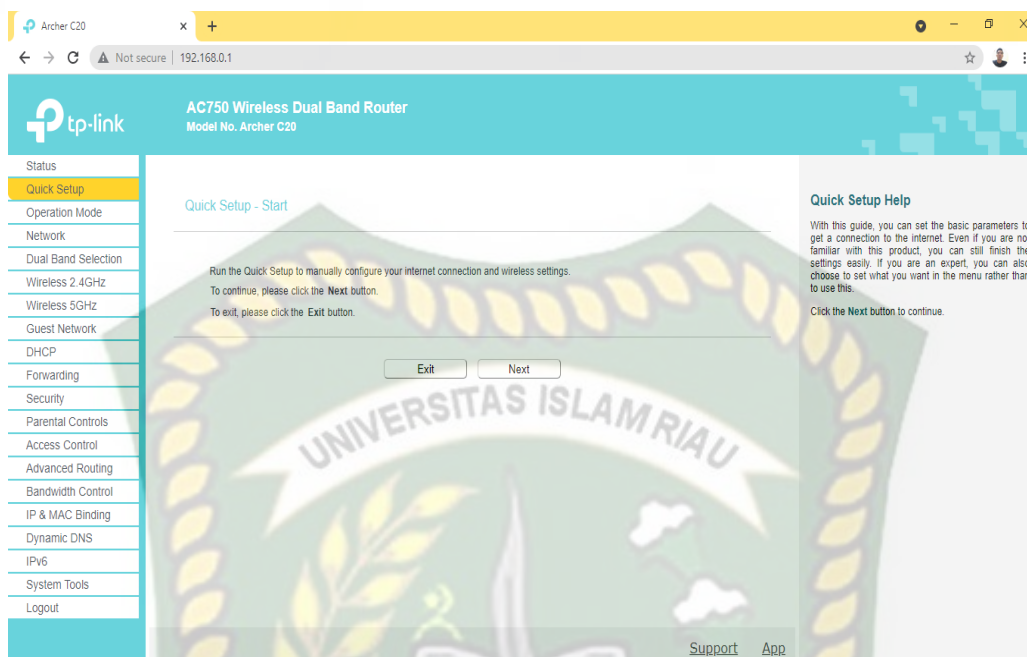 Archer C20
Not secure 192.168.0.1
tp-link
AC750 Wireless Dual Band Router
Model No. Archer C20
Status
Quick Setup
Operation Mode
Network
Dual Band Selection
Wireless 2.4GHz
Wireless 5GHz
Guest Network
DHCP
Forwarding
Security
Parental Controls
Access Control
Advanced Routing
Bandwidth Control
IP & MAC Binding
Dynamic DNS
IPv6
System Tools
Logout
Quick Setup - Start
Run the Quick Setup to manually configure your internet connection and wireless settings.
To continue, please click the Next button.
To exit, please click the Exit button.
Exit Next
UNIVERSITAS ISLAM RIAU
Quick Setup Help
With this guide, you can set the basic parameters to
get a connection to the internet. Even if you are no
familiar with this product, you can still finish the
settings easily. If you are an expert, you can also
choose to set what you want in the menu rather than
to use this.
Click the Next button to continue.
Support App